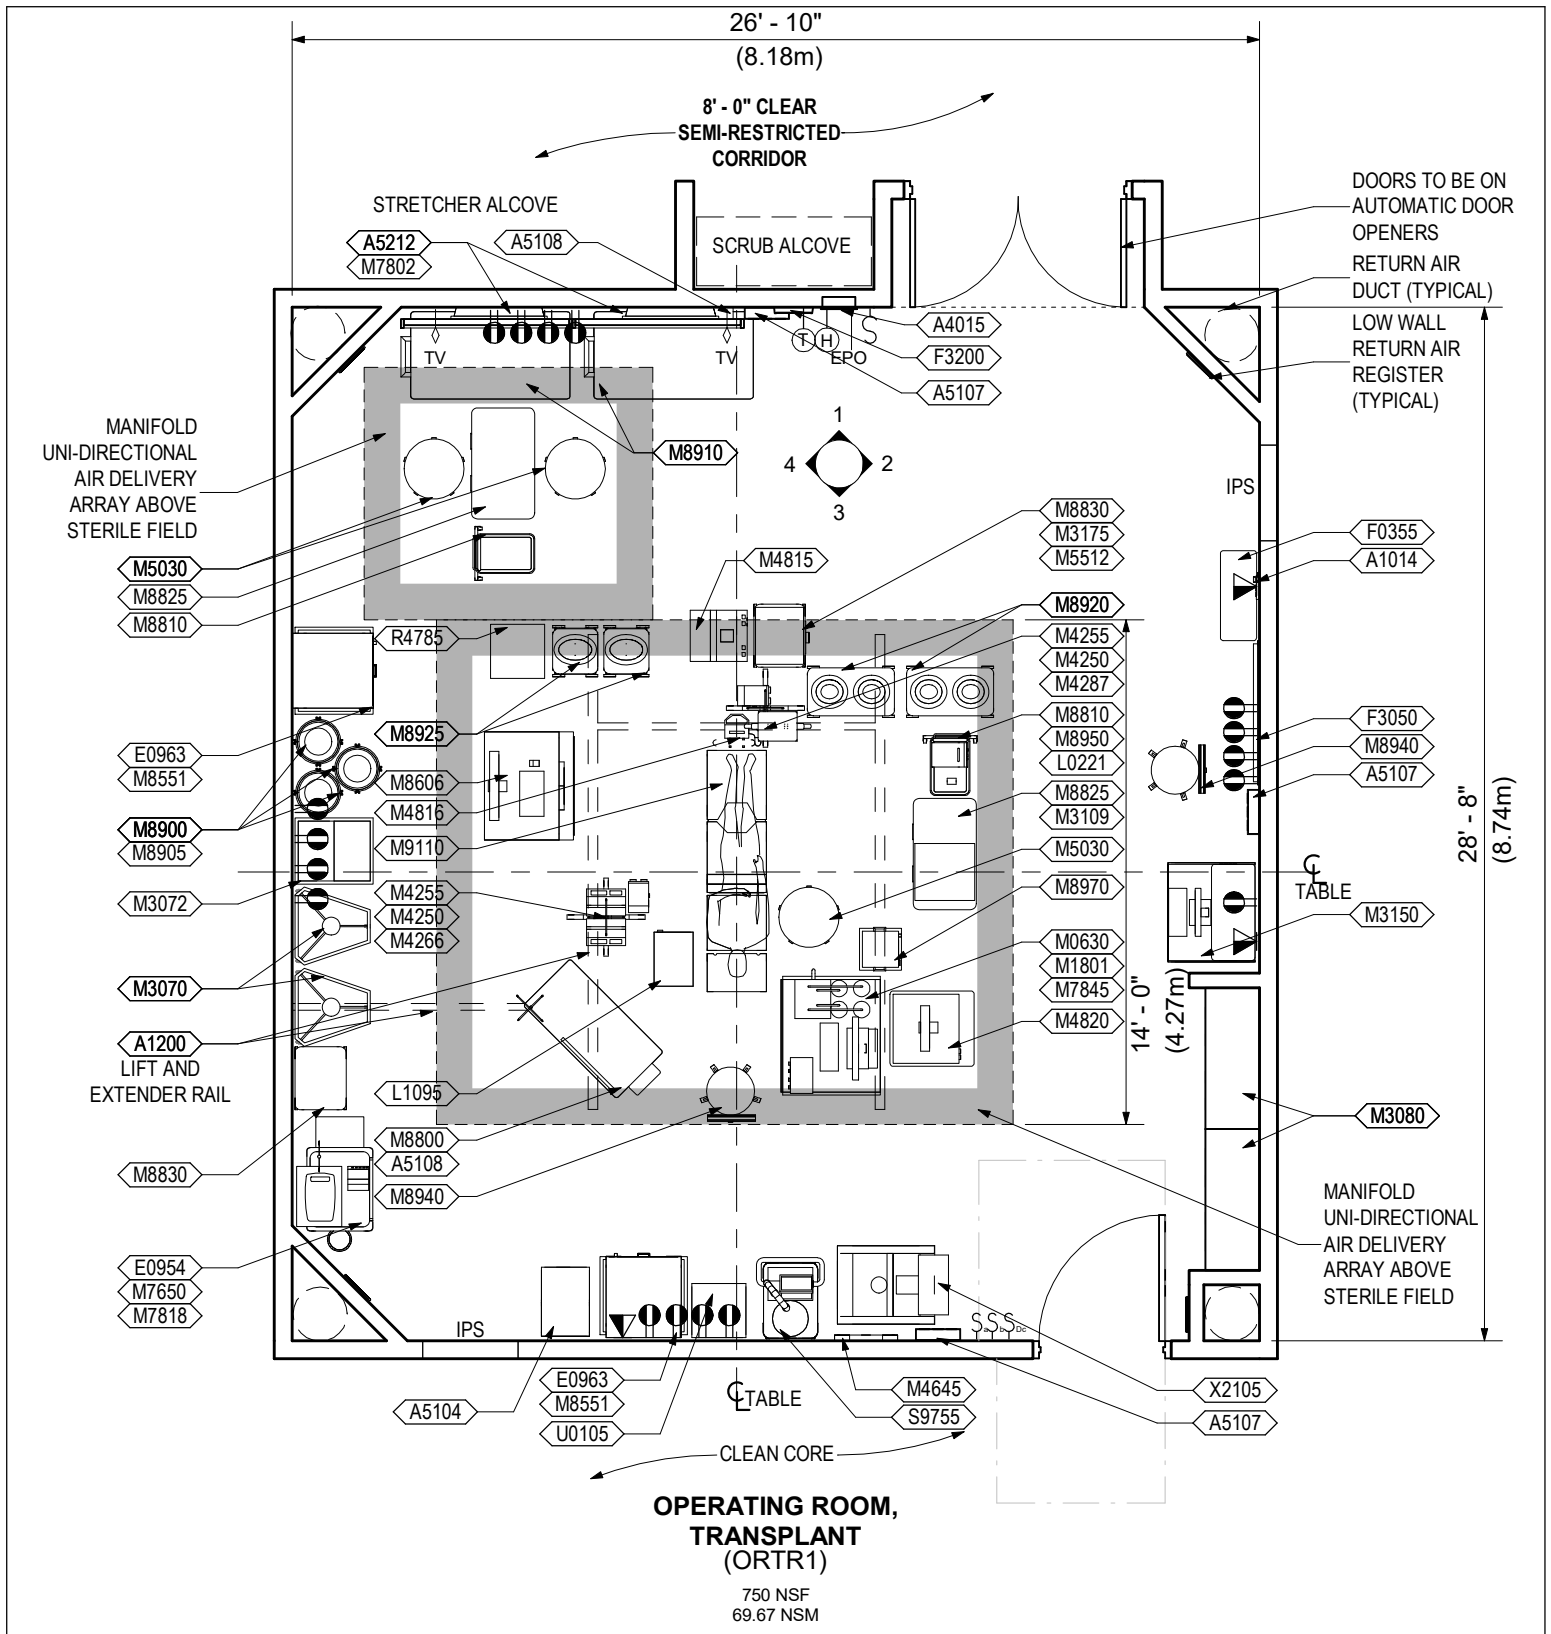 26' - 10"
(8.18m)
8' - 0" CLEAR
SEMI-RESTRICTED
CORRIDOR
STRETCHER ALCOVE
A5212
M7802
A5108
SCRUB ALCOVE
DOORS TO BE ON
AUTOMATIC DOOR
OPENERS
RETURN AIR
DUCT (TYPICAL)
LOW WALL
RETURN AIR
REGISTER
(TYPICAL)
TV
TV
T
H
EPO
S
A4015
F3200
A5107
MANIFOLD
UNI-DIRECTIONAL
AIR DELIVERY
ARRAY ABOVE
STERILE FIELD
M8910
1
4
2
3
IPS
M5030
M8825
M8810
M4815
M8830
M3175
M5512
F0355
A1014
R4785
M8920
M4255
M4250
M4287
M8925
M8810
M8950
L0221
E0963
M8551
M8606
M4816
M8900
M8905
M9110
M8825
M3109
M5030
M8970
F3050
M8940
A5107
28' - 8"
(8.74m)
CL
TABLE
M3072
M4255
M4250
M4266
M3150
M0630
M1801
M7845
M4820
14' - 0"
(4.27m)
M3070
A1200
LIFT AND
EXTENDER RAIL
L1095
M8800
A5108
M8940
M3080
M8830
MANIFOLD
UNI-DIRECTIONAL
AIR DELIVERY
ARRAY ABOVE
STERILE FIELD
E0954
M7650
M7818
IPS
A5104
E0963
M8551
U0105
CL
TABLE
M4645
S9755
X2105
A5107
CLEAN CORE
OPERATING ROOM,
TRANSPLANT
(ORTR1)
750 NSF
69.67 NSM